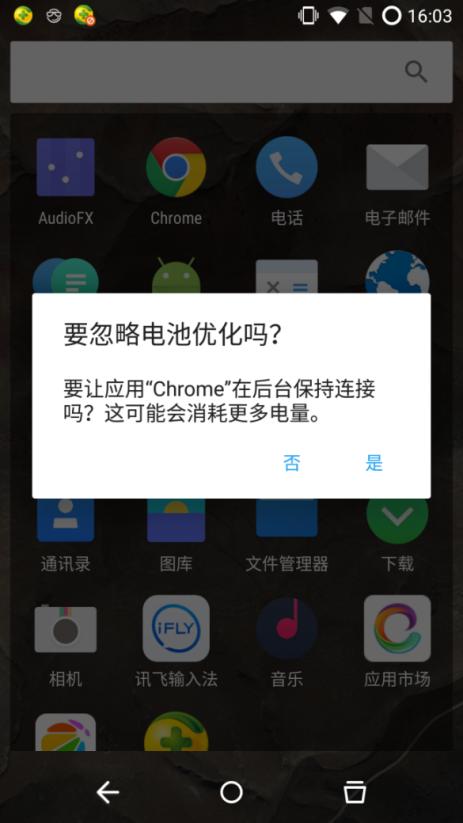 16:03
AudioFX
Chrome
电话
电子邮件
要忽略电池优化吗？
要让应用“Chrome”在后台保持连接
吗？这可能会消耗更多电量。
否
是
通讯录
图库
文件管理器
下载
iFLY
相机
讯飞输入法
音乐
应用市场